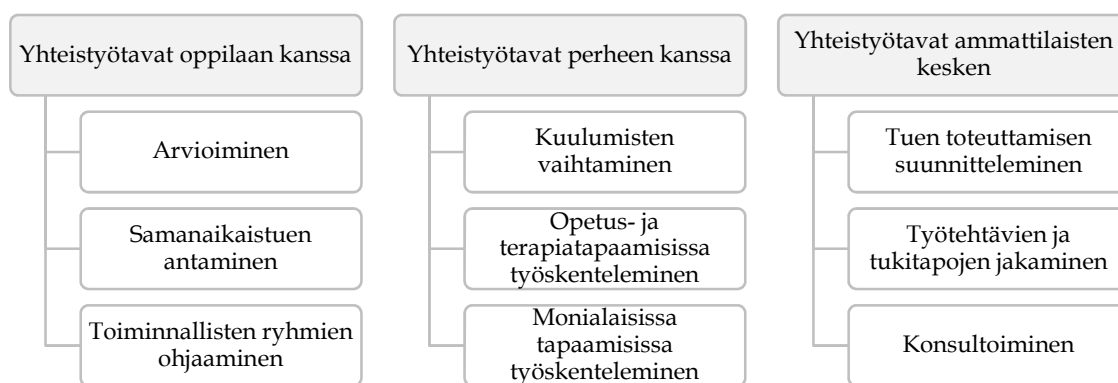 Yhteistyötavat oppilaan kanssa
Arvioiminen
Samanaikaistuen
antaminen
Toiminnallisten ryhmien
ohjaaminen
Yhteistyötavat perheen kanssa
Kuulumisten
vaihtaminen
Opetus- ja
terapiatapaamisissa
työskenteleminen
Monialaisissa
tapaamisissa
työskenteleminen
Yhteistyötavat ammattilaisten
kesken
Tuen toteuttamisen
suunnitteleminen
Työtehtävien ja
tukitapojen jakaminen
Konsultoiminen